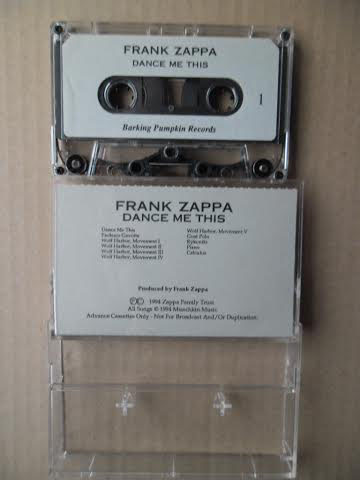 FRANK ZAPPA
DANCE ME THIS
1
Barking Pumpkin Records
FRANK ZAPPA
DANCE ME THIS
Dance Me This
Pachuco Gavotte
Wolf Harbor, Movement I
Wolf Harbor, Movement II
Wolf Harbor, Movement III
Wolf Harbor, Movement IV
Wolf Harbor, Movement V
Goat Polo
Rykoniki
Piano
Calculus
Produced by Frank Zappa
℗© 1994 Zappa Family Trust
All Songs © 1994 Munchkin Music
Advance Cassettes Only - Not For Broadcast And/Or Duplication